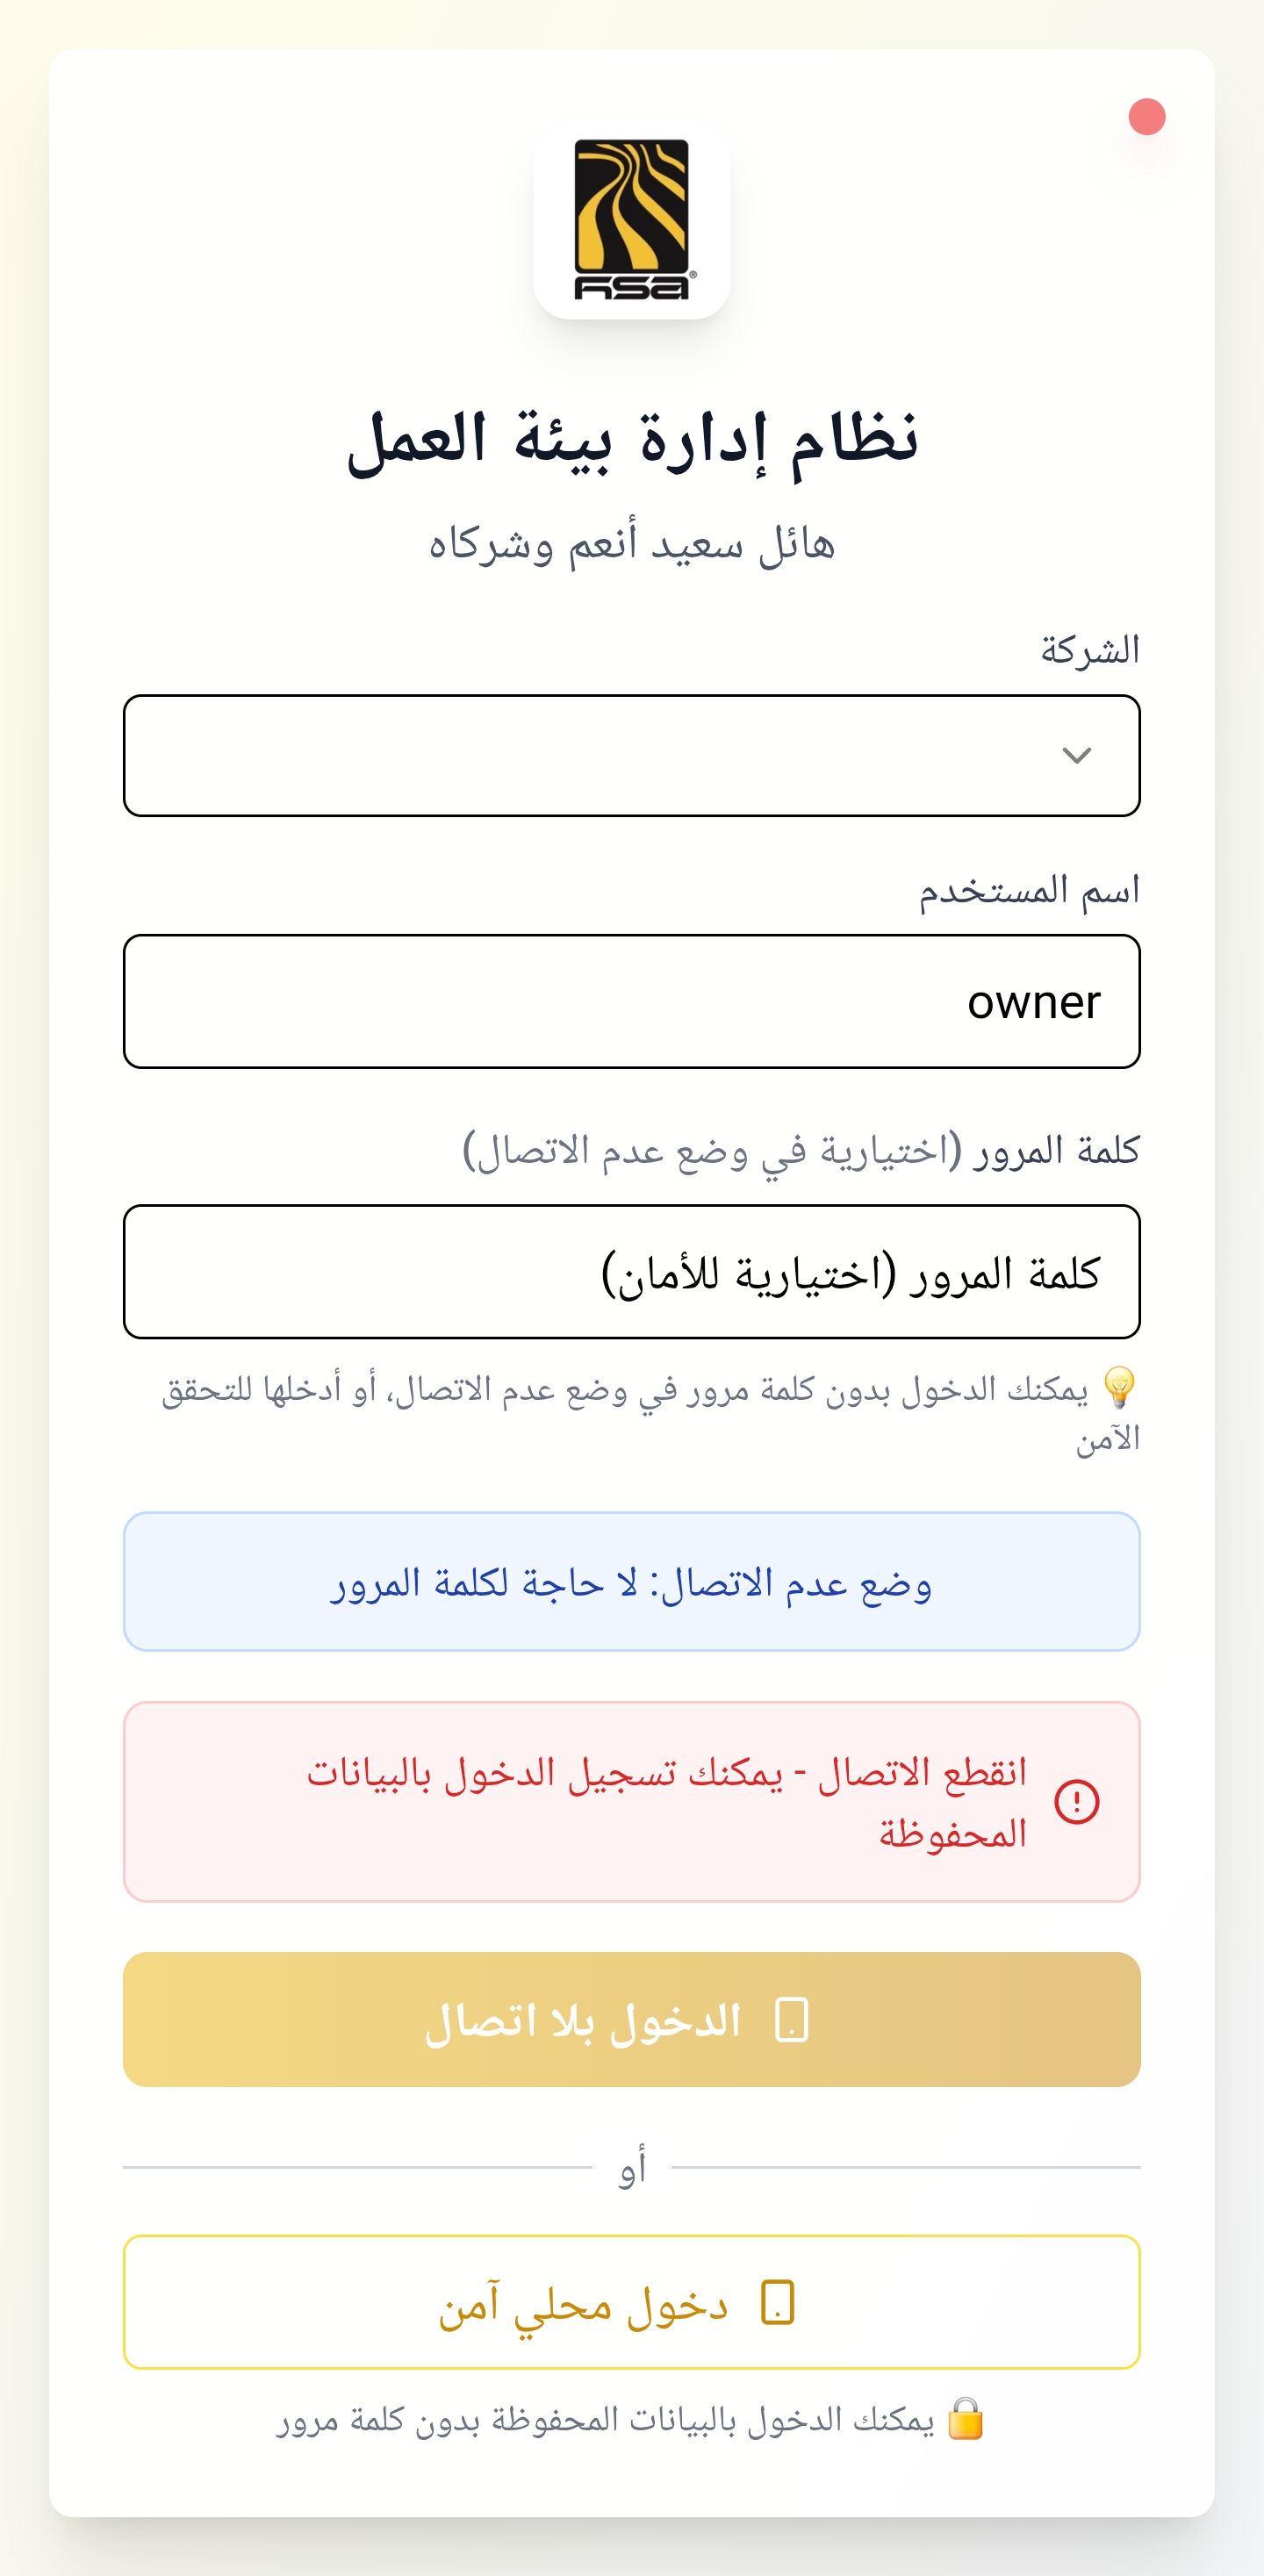 HSA®
نظام إدارة بيئة العمل
هائل سعيد أنعم وشركاه
الشركة
اسم المستخدم
owner
كلمة المرور (اختيارية في وضع عدم الاتصال)
كلمة المرور (اختيارية للأمان)
💡 يمكنك الدخول بدون كلمة مرور في وضع عدم الاتصال، أو أدخلها للتحقق
الآمن
وضع عدم الاتصال: لا حاجة لكلمة المرور
انقطع الاتصال - يمكنك تسجيل الدخول بالبيانات
المحفوظة
الدخول بلا اتصال
أو
دخول محلي آمن
🔒 يمكنك الدخول بالبيانات المحفوظة بدون كلمة مرور